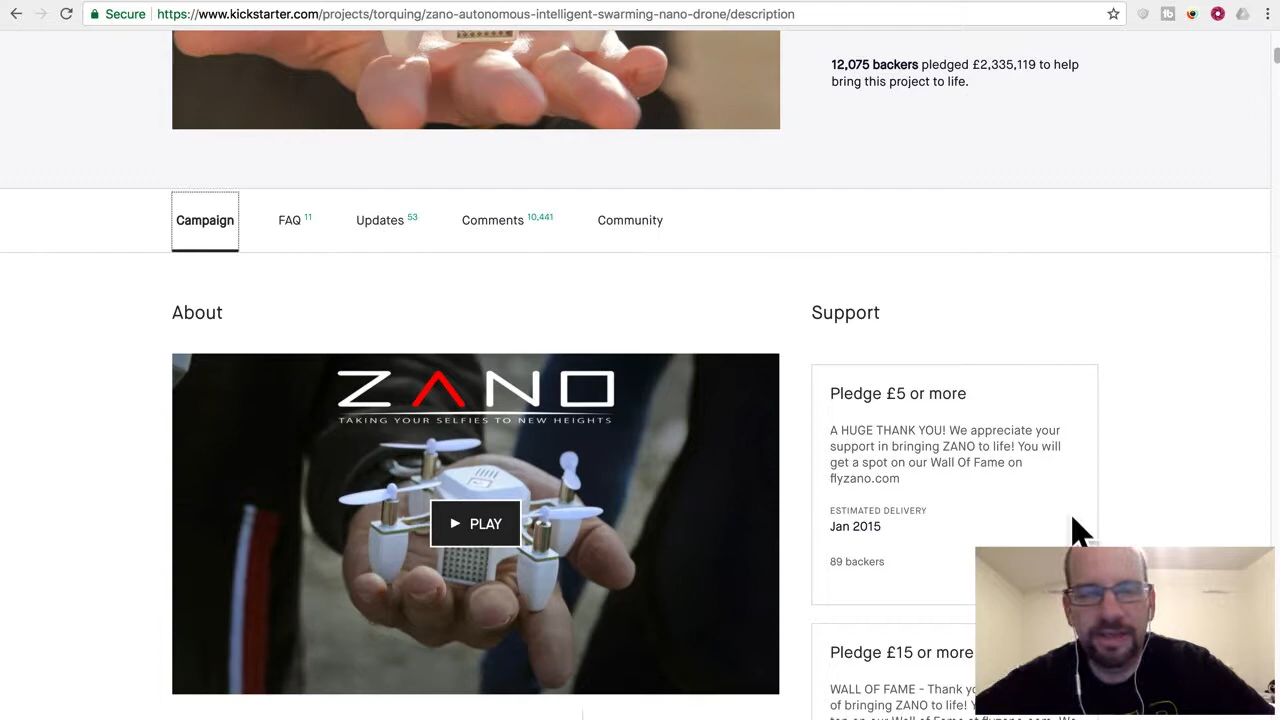 Secure https://www.kickstarter.com/projects/torquing/zano-autonomous-intelligent-swarming-nano-drone/description
12,075 backers pledged £2,335,119 to help
bring this project to life.
Campaign FAQ 11 Updates 53 Comments 10,441 Community
About
Support
ZANO
TAKING YOUR SELFIES TO NEW HEIGHTS
PLAY
Pledge £5 or more
A HUGE THANK YOU! We appreciate your
support in bringing ZANO to life! You will
get a spot on our Wall Of Fame on
flyzano.com
ESTIMATED DELIVERY
Jan 2015
89 backers
Pledge £15 or more
WALL OF FAME - Thank yo
of bringing ZANO to life! Y